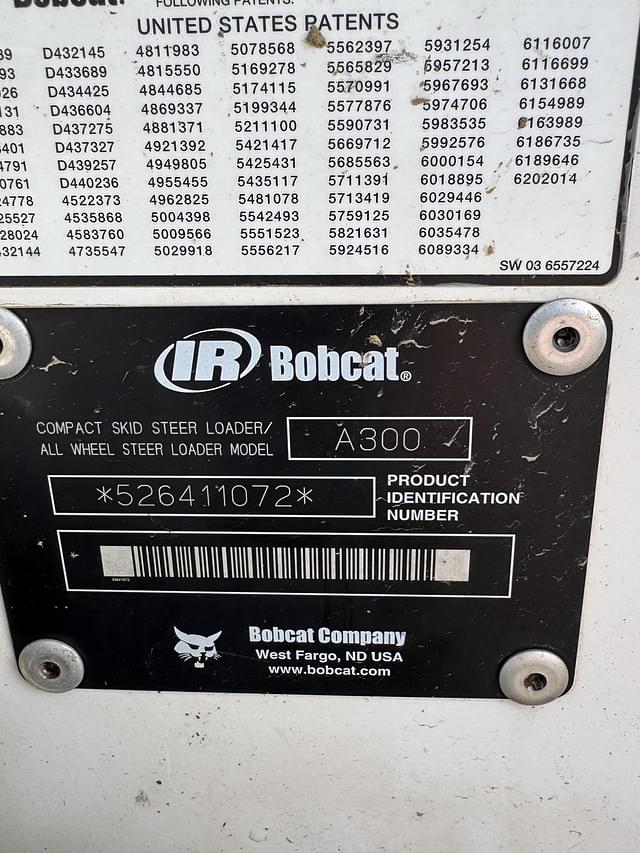 Bobcat. FOLLOWING PATENTS:
UNITED STATES PATENTS
D432145 4811983 5078568 5562397 5931254 6116007
D433689 4815550 5169278 5565829 5957213 6116699
D434425 4844685 5174115 5570991 5967693 6131668
D436604 4869337 5199344 5577876 5974706 6154989
D437275 4881371 5211100 5590731 5983535 6163989
D437327 4921392 5421417 5669712 5992576 6186735
D439257 4949805 5425431 5685563 6000154 6189646
D440236 4955455 5435117 5711391 6018895 6202014
4522373 4962825 5481078 5713419 6029446
4535868 5004398 5542493 5759125 6030169
4583760 5009566 5551523 5821631 6035478
4735547 5029918 5556217 5924516 6089334
SW 03 6557224
IR Bobcat®
COMPACT SKID STEER LOADER/
ALL WHEEL STEER LOADER MODEL
A300
*526411072*
PRODUCT
IDENTIFICATION
NUMBER
Bobcat Company
West Fargo, ND USA
www.bobcat.com